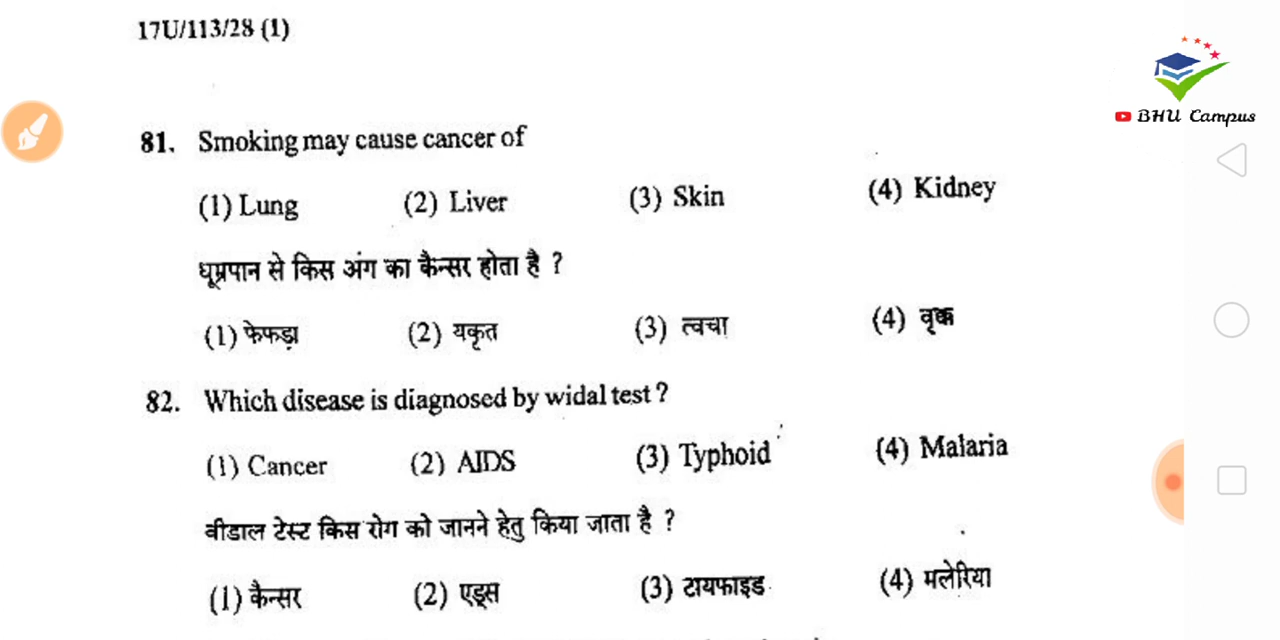 17U/113/28 (1)
BHU Campus
81. Smoking may cause cancer of
(1) Lung (2) Liver (3) Skin (4) Kidney
धूम्रपान से किस अंग का कैन्सर होता है ?
(1) फेफड़ा (2) यकृत (3) त्वचा (4) वृक्क
82. Which disease is diagnosed by widal test ?
(1) Cancer (2) AIDS (3) Typhoid (4) Malaria
वीडाल टेस्ट किस रोग को जानने हेतु किया जाता है ?
(1) कैन्सर (2) एड्स (3) टायफाइड (4) मलेरिया